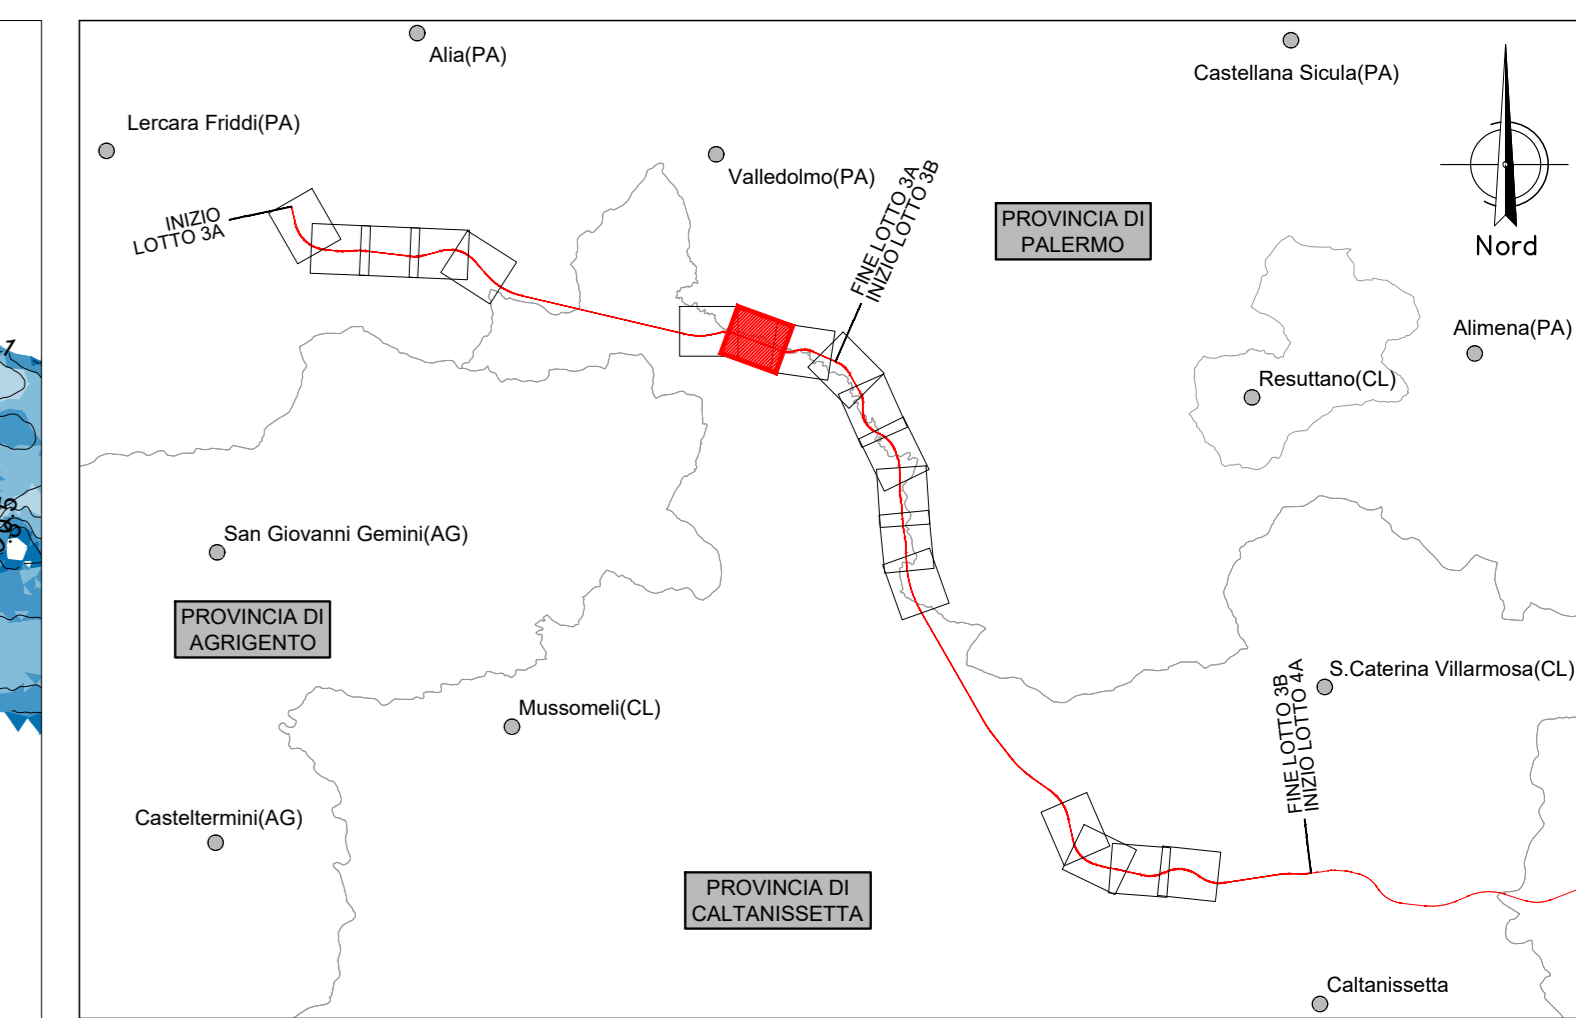 Alia(PA)
Castellana Sicula(PA)
Lercara Friddi(PA)
Valledolmo(PA)
INIZIO
LOTTO 3A
FINE LOTTO 3A
INIZIO LOTTO 3B
PROVINCIA DI
PALERMO
Nord
Alimena(PA)
Resuttano(CL)
San Giovanni Gemini(AG)
PROVINCIA DI
AGRIGENTO
S.Caterina Villarmosa(CL)
Mussomeli(CL)
FINE LOTTO 3B
INIZIO LOTTO 4A
Casteltermini(AG)
PROVINCIA DI
CALTANISSETTA
Caltanissetta